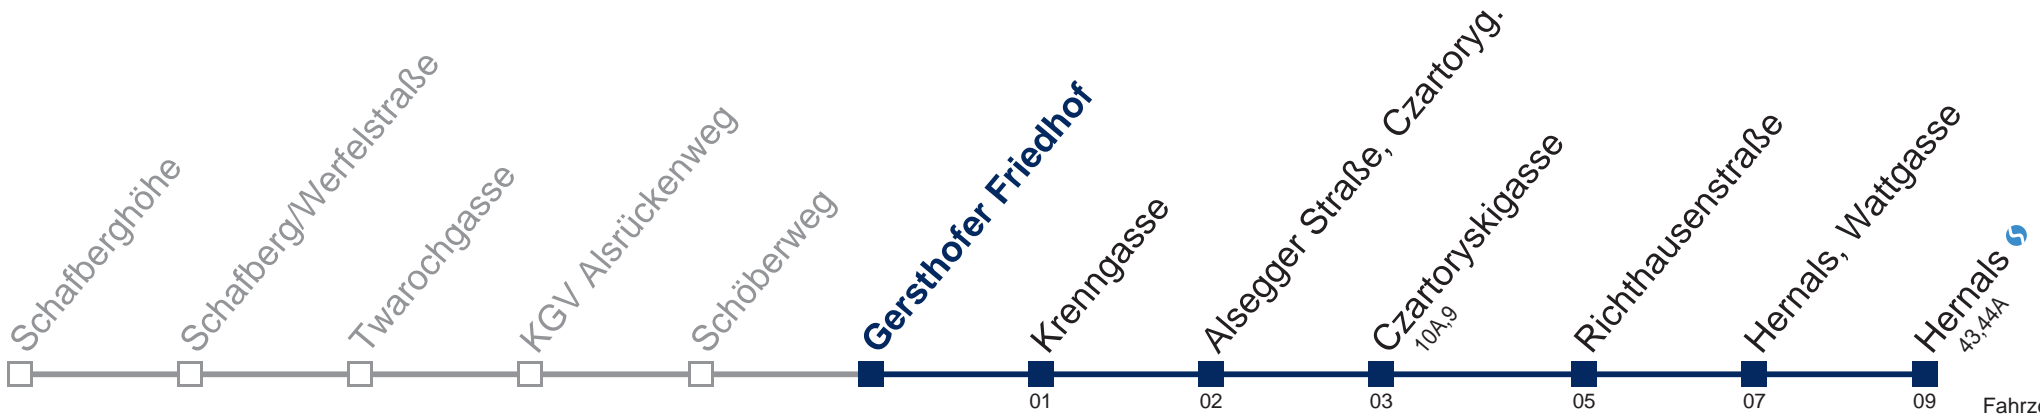 Schafberghöhe
Schafberg/Werfelstraße
Twarochgasse
KGV Alsrückenweg
Schöberweg
Gersthofer Friedhof
Krenngasse
Alsegger Straße, Czartoryg.
Czartoryskigasse
10A,9
Richthausenstraße
Hernals, Wattgasse
Hernals
43,44A
01
02
03
05
07
09